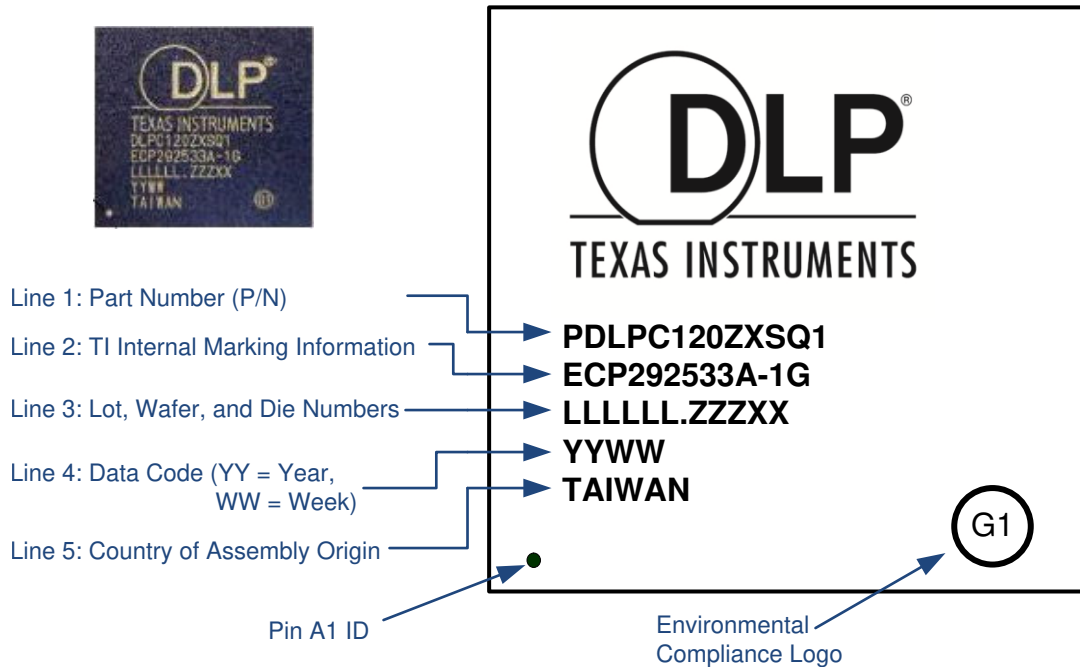 DLP®
TEXAS INSTRUMENTS
DLPC120ZXSQ1
ECP292533A-1G
LLLLLL.ZZZXX
YYWW
TAIWAN
G1
DLP®
TEXAS INSTRUMENTS
Line 1: Part Number (P/N)
PDLPC120ZXSQ1
Line 2: TI Internal Marking Information
ECP292533A-1G
Line 3: Lot, Wafer, and Die Numbers
LLLLLL.ZZZXX
Line 4: Data Code (YY = Year,
WW = Week)
YYWW
Line 5: Country of Assembly Origin
TAIWAN
G1
Pin A1 ID
Environmental
Compliance Logo